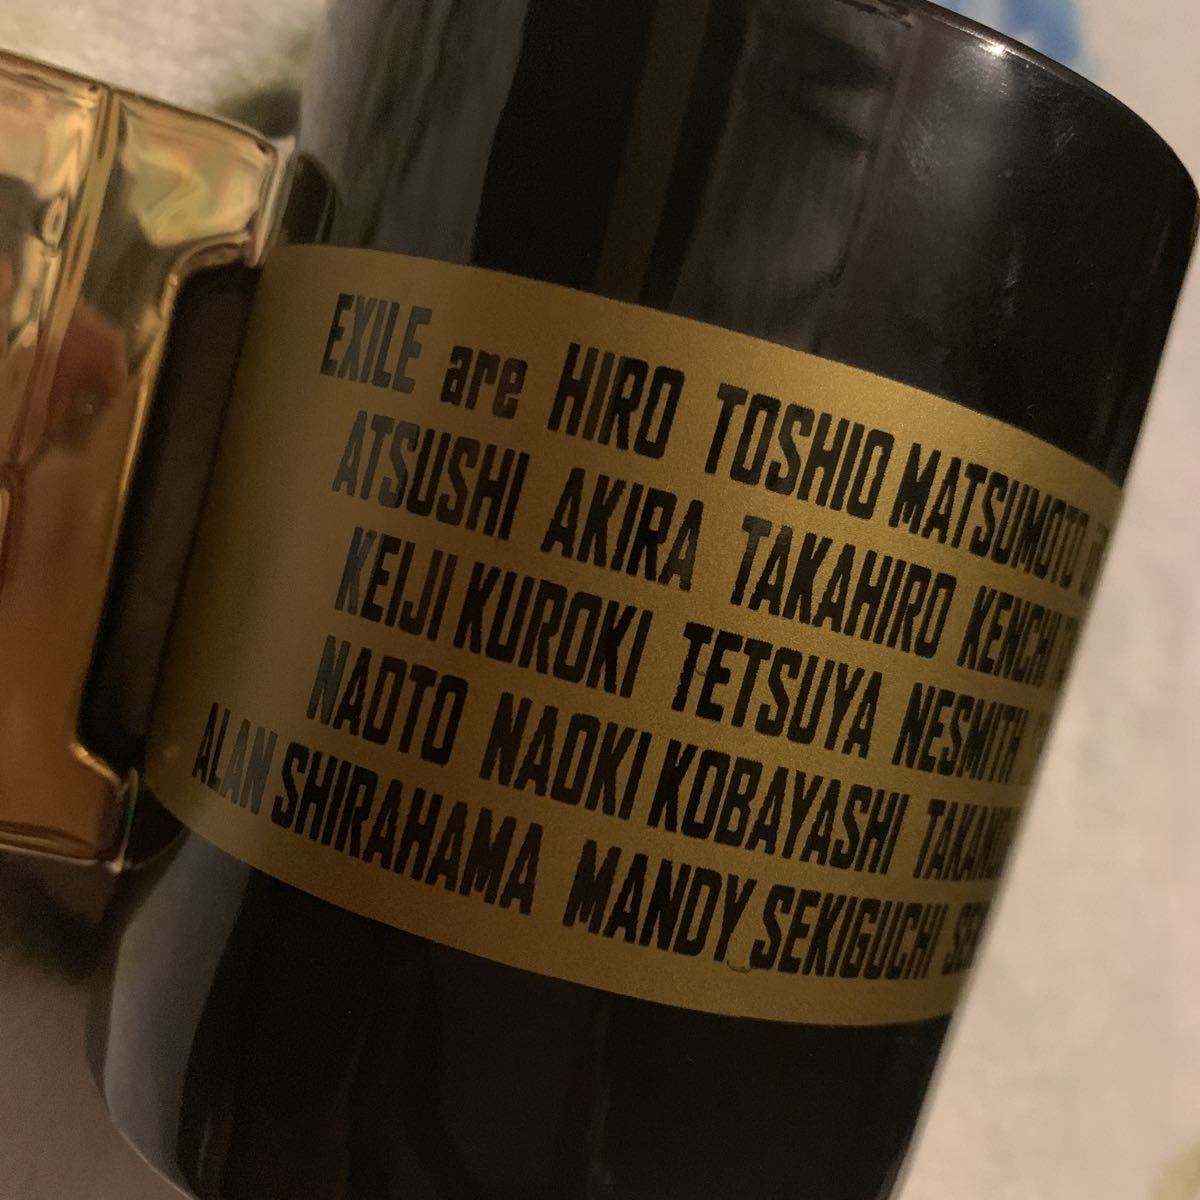 EXILE are HIRO TOSHIO MATSUMOTO
ATSUSHI AKIRA TAKAHIRO KENCHI
KEIJI KUROKI TETSUYA NESMITH
NAOTO NAOKI KOBAYASHI
ALAN SHIRAHAMA MANDY SEKIGUCHI